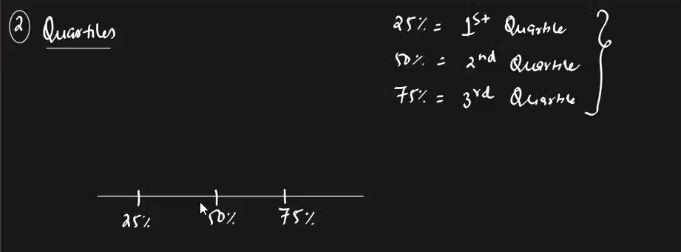 ② Quartiles
25% = 1st Quartile
50% = 2nd Quartile
75% = 3rd Quartile
25% 50% 75%